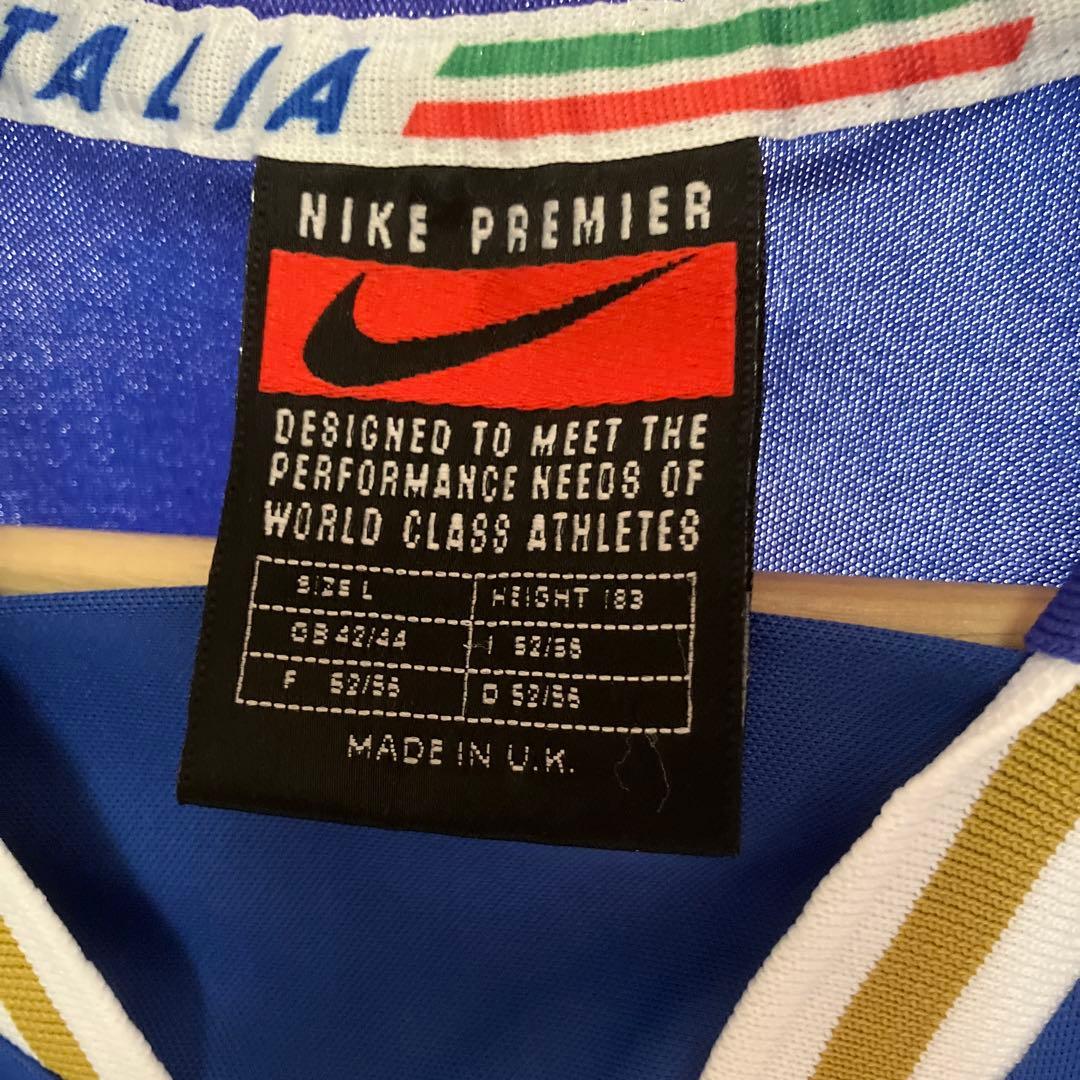 TALIA
NIKE PREMIER
DESIGNED TO MEET THE
PERFORMANCE NEEDS OF
WORLD CLASS ATHLETES
SIZE L HEIGHT 183
GB 42/44 I 52/56
F 52/56 D 52/56
MADE IN U.K.